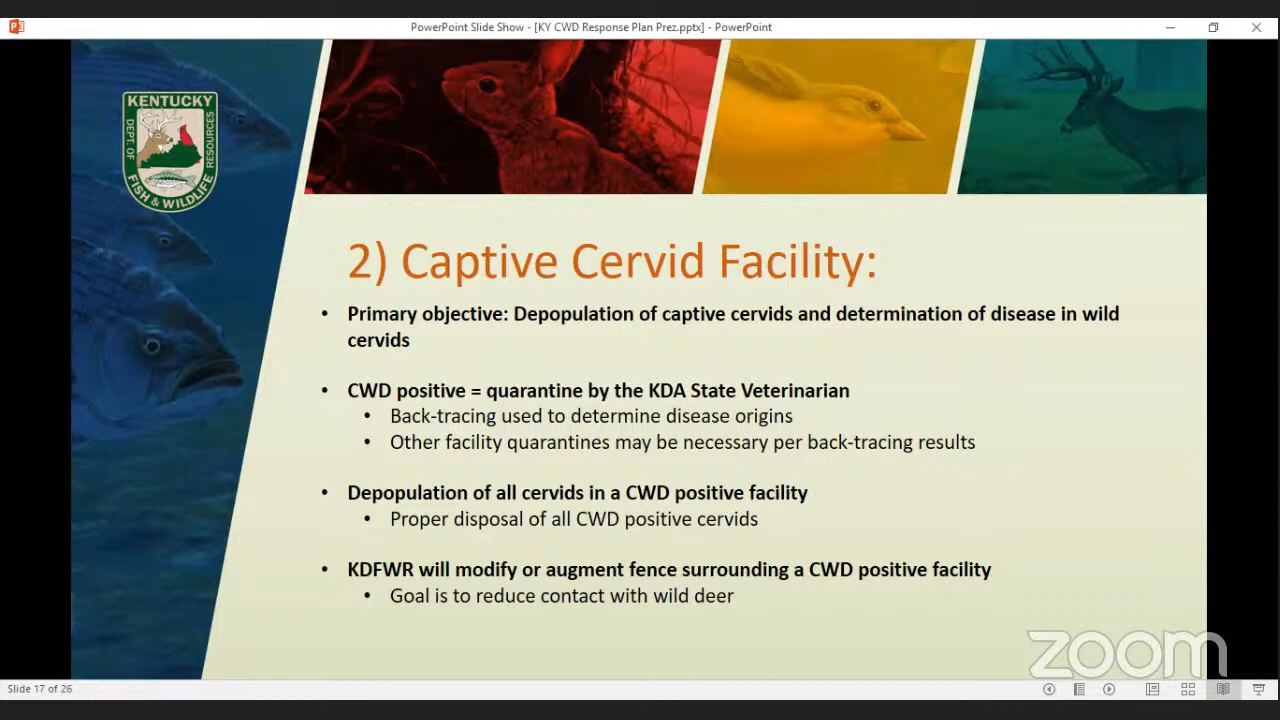 PowerPoint Slide Show - [KY CWD Response Plan Prez.pptx] - PowerPoint
KENTUCKY
DEPT. OF
RESOURCES
FISH & WILDLIFE
2) Captive Cervid Facility:
• Primary objective: Depopulation of captive cervids and determination of disease in wild
cervids
• CWD positive = quarantine by the KDA State Veterinarian
• Back-tracing used to determine disease origins
• Other facility quarantines may be necessary per back-tracing results
• Depopulation of all cervids in a CWD positive facility
• Proper disposal of all CWD positive cervids
• KDFWR will modify or augment fence surrounding a CWD positive facility
• Goal is to reduce contact with wild deer
zoom
Slide 17 of 26